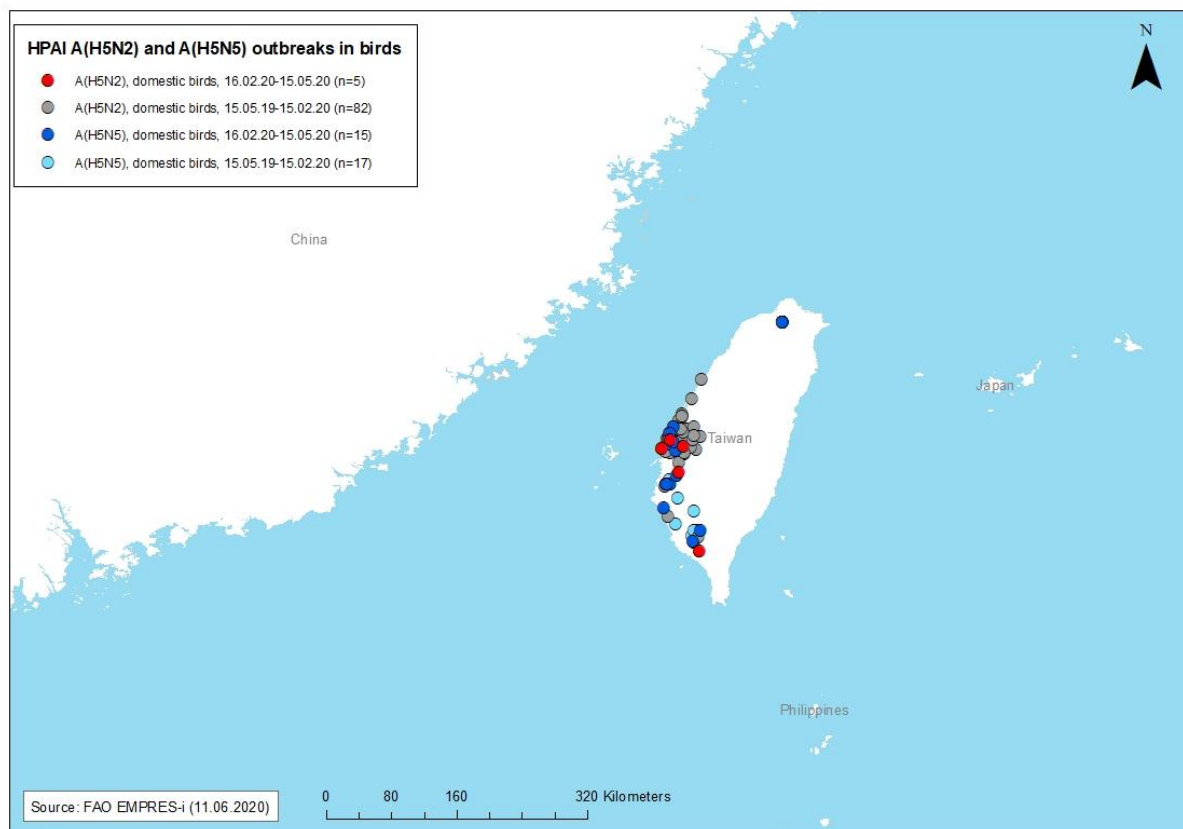 HPAI A(H5N2) and A(H5N5) outbreaks in birds
A(H5N2), domestic birds, 16.02.20-15.05.20 (n=5)
A(H5N2), domestic birds, 15.05.19-15.02.20 (n=82)
A(H5N5), domestic birds, 16.02.20-15.05.20 (n=15)
A(H5N5), domestic birds, 15.05.19-15.02.20 (n=17)
N
China
Japan
Taiwan
Philippines
Source: FAO EMPRES-i (11.06.2020)
0 80 160 320 Kilometers